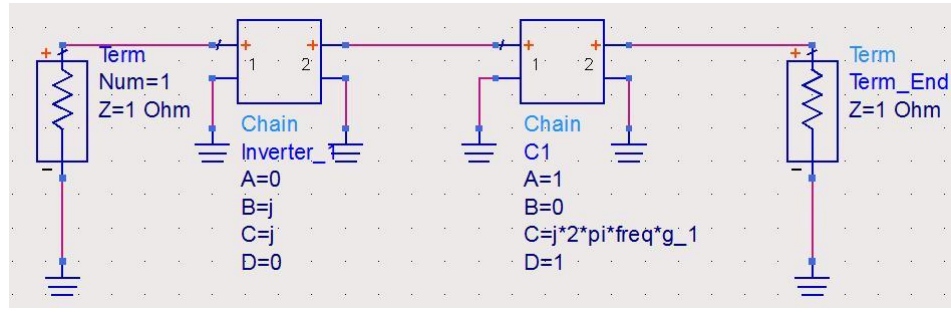 +
Term
Num=1
Z=1 Ohm
-
+ +
1 2
Chain
Inverter_1
A=0
B=j
C=j
D=0
+ +
1 2
Chain
C1
A=1
B=0
C=j*2*pi*freq*g_1
D=1
+
Term
Term_End
Z=1 Ohm
-